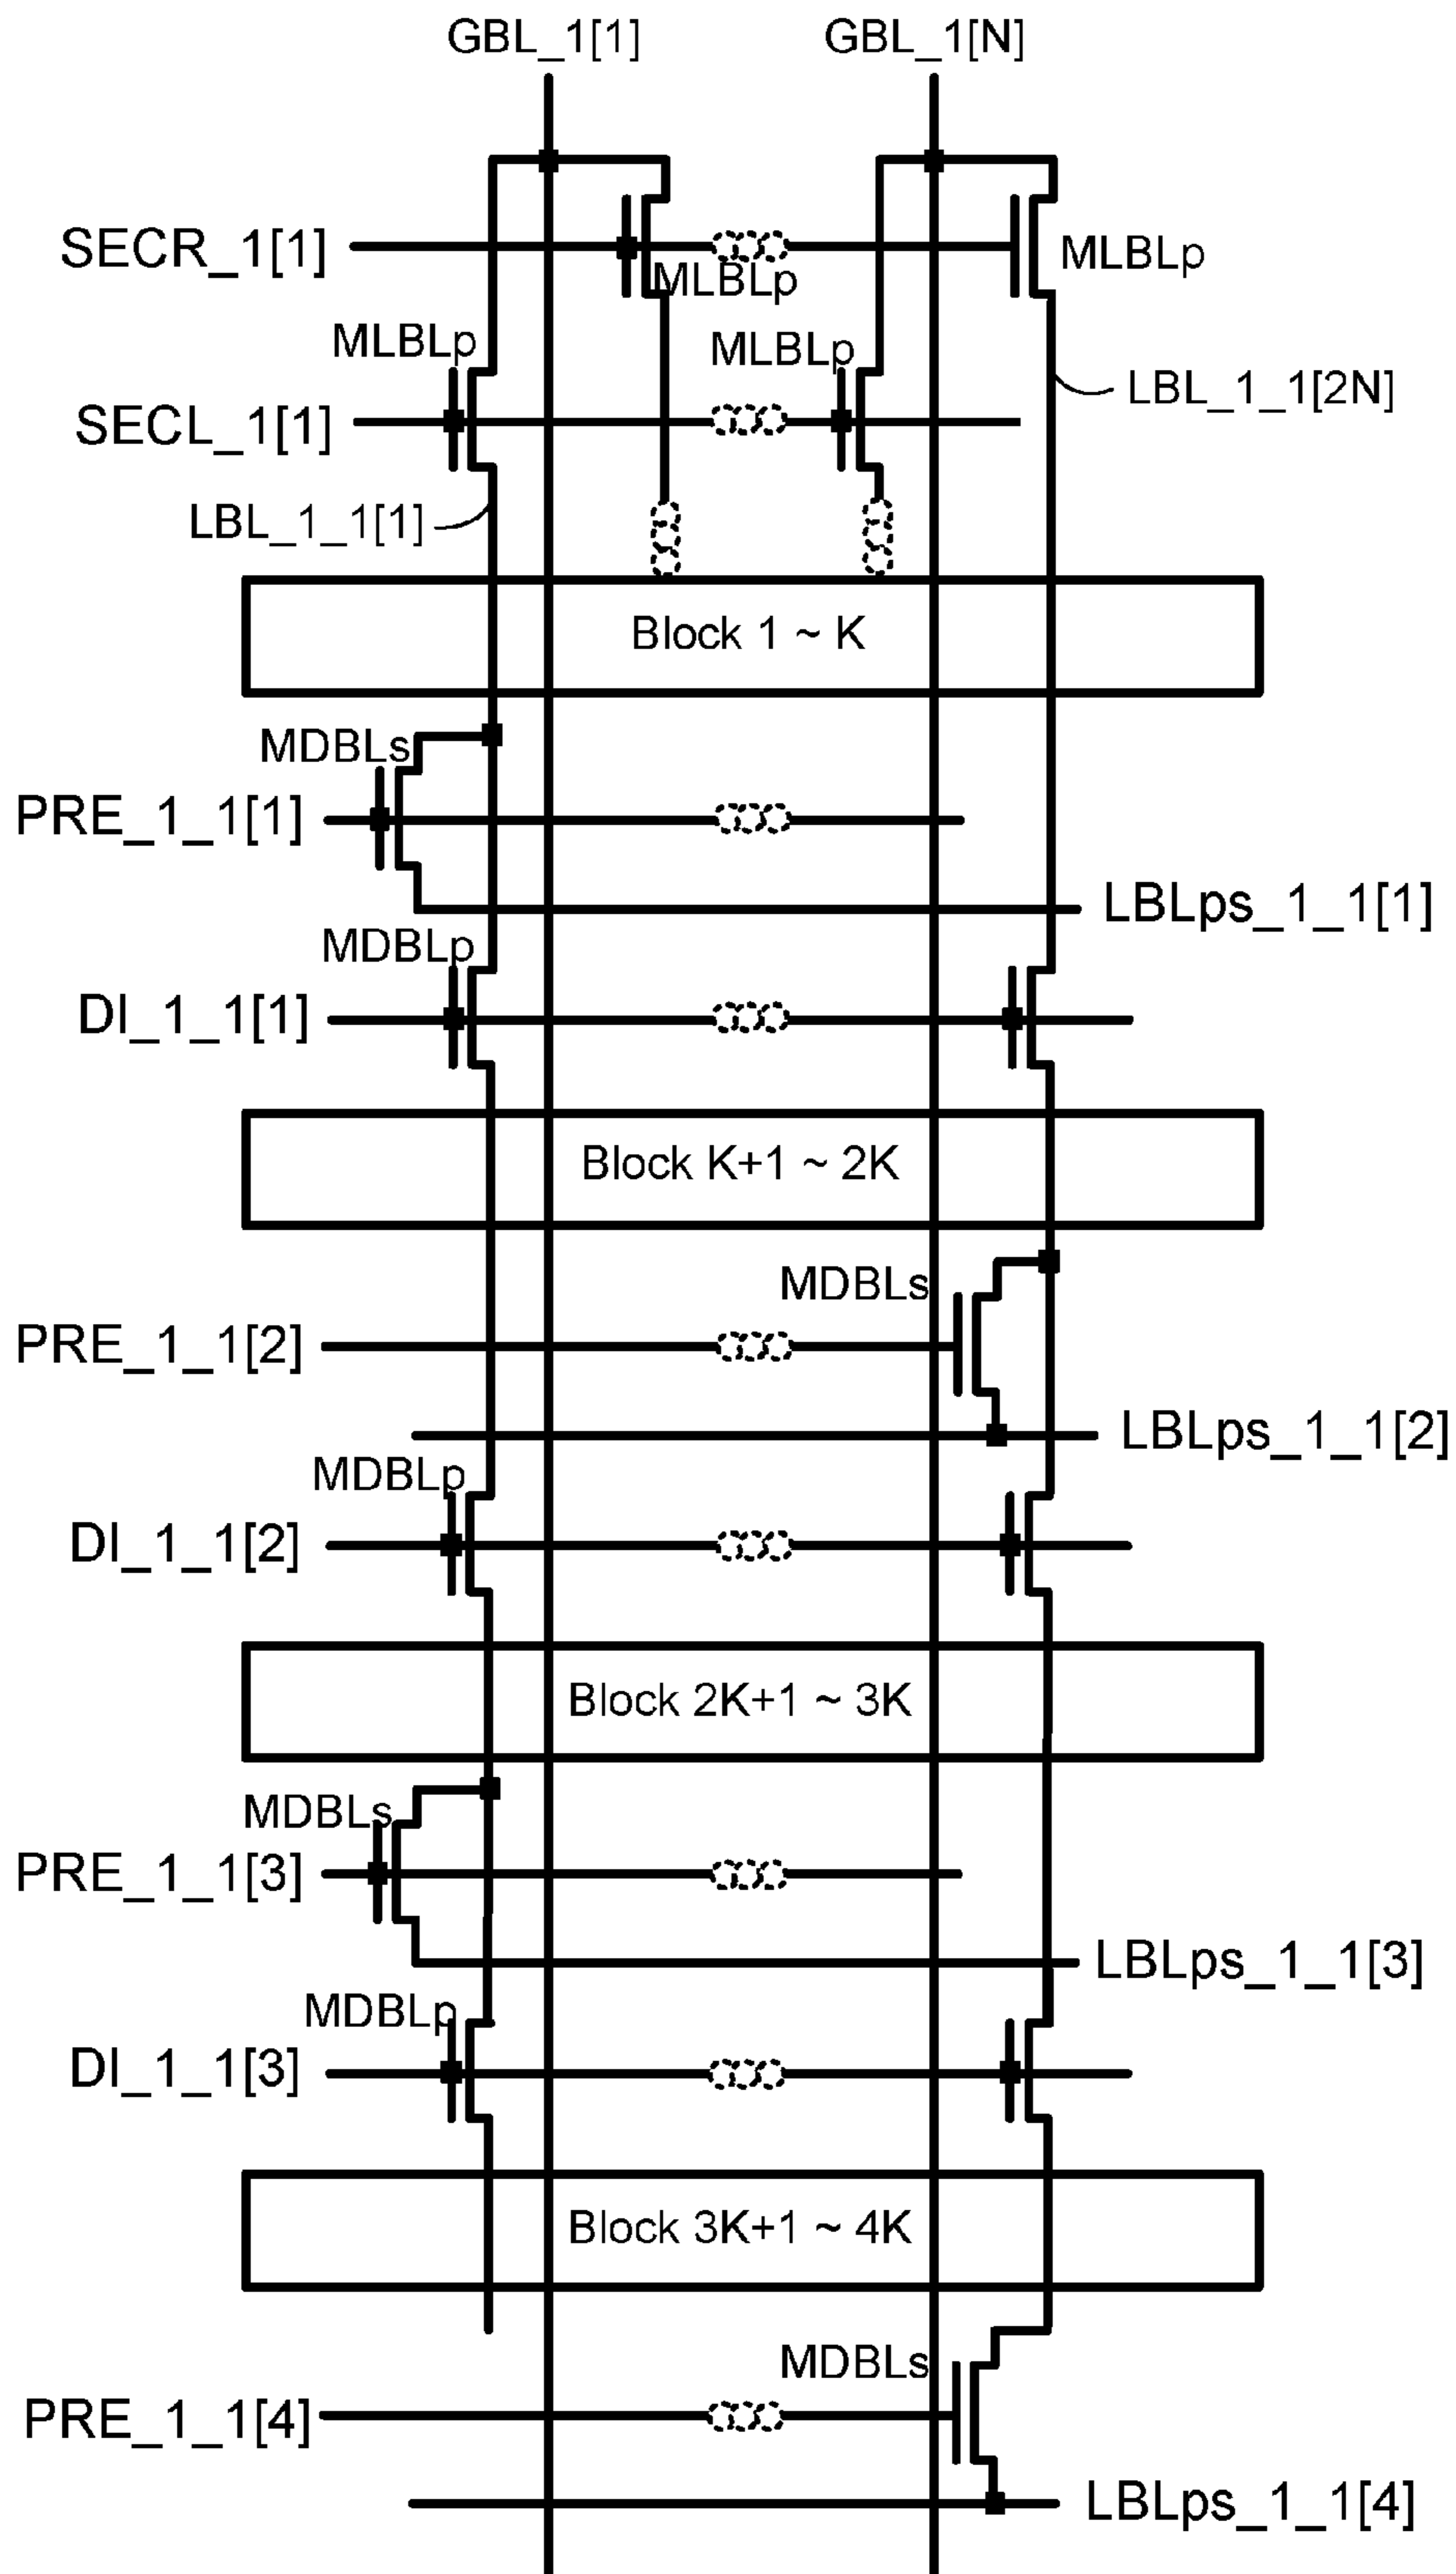 GBL_1[1] GBL_1[N]
SECR_1[1]
MLBLp
MLBLp
MLBLp
MLBLp
LBL_1_1[2N]
SECL_1[1]
LBL_1_1[1]
Block 1 ~ K
MDBLs
PRE_1_1[1]
LBLps_1_1[1]
MDBLp
DI_1_1[1]
Block K+1 ~ 2K
MDBLs
PRE_1_1[2]
LBLps_1_1[2]
MDBLp
DI_1_1[2]
Block 2K+1 ~ 3K
MDBLs
PRE_1_1[3]
LBLps_1_1[3]
MDBLp
DI_1_1[3]
Block 3K+1 ~ 4K
MDBLs
PRE_1_1[4]
LBLps_1_1[4]